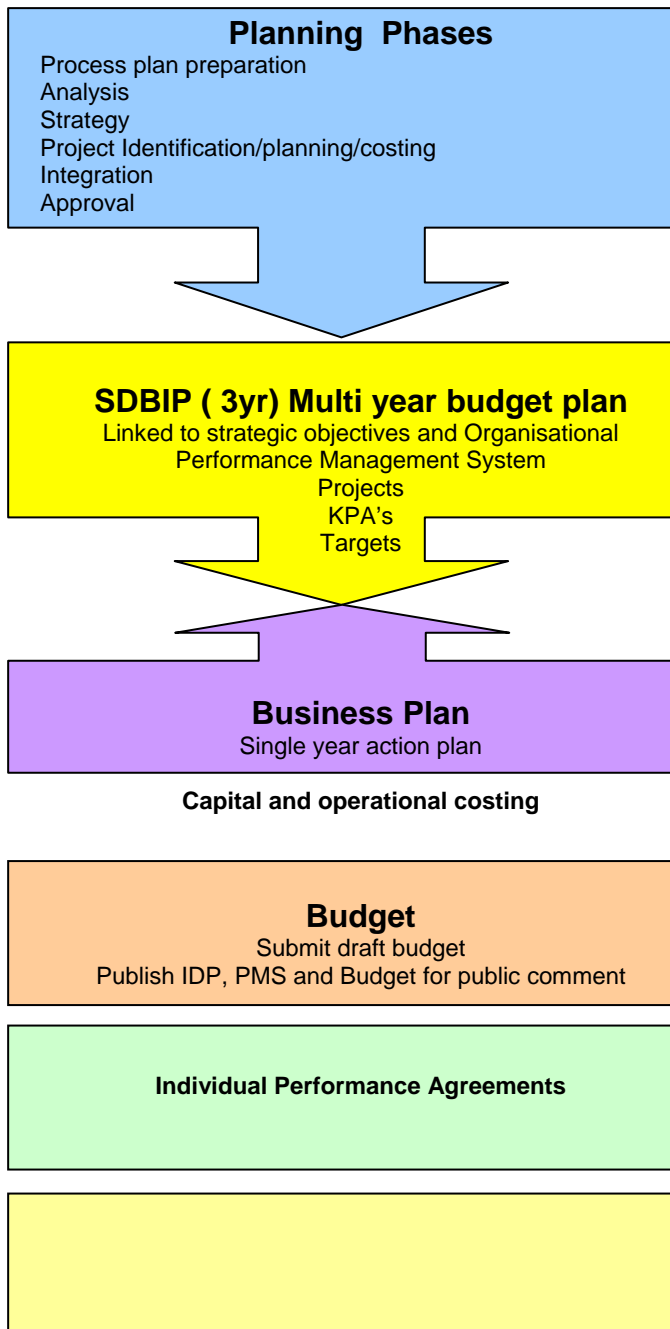 Planning Phases
Process plan preparation
Analysis
Strategy
Project Identification/planning/costing
Integration
Approval
SDBIP ( 3yr) Multi year budget plan
Linked to strategic objectives and Organisational
Performance Management System
Projects
KPA’s
Targets
Business Plan
Single year action plan
Capital and operational costing
Budget
Submit draft budget
Publish IDP, PMS and Budget for public comment
Individual Performance Agreements